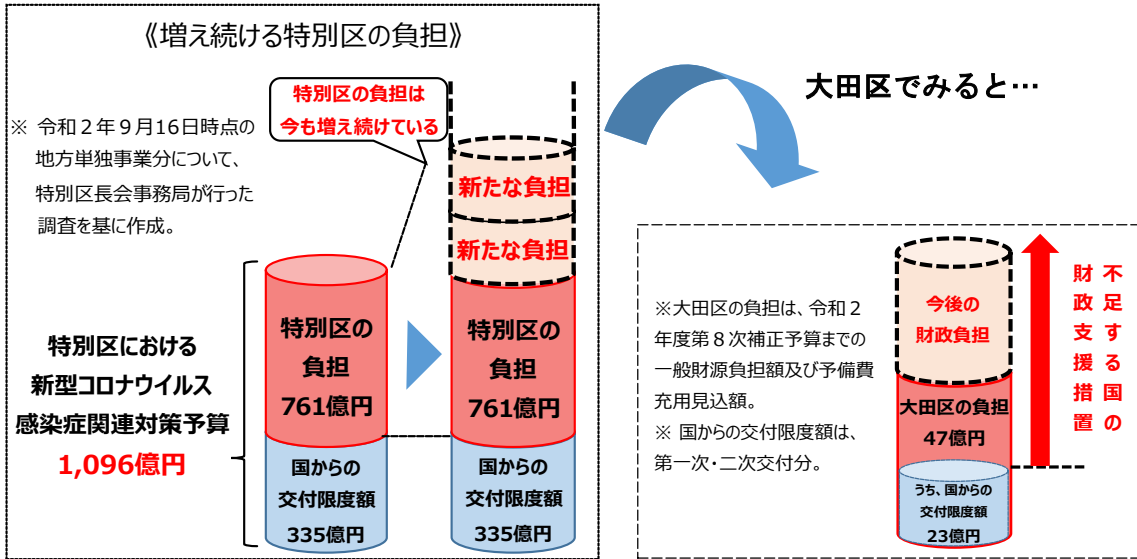 《増え続ける特別区の負担》
特別区の負担は
今も増え続けている
※ 令和２年９月16日時点の
地方単独事業分について、
特別区長会事務局が行った
調査を基に作成。
新たな負担
新たな負担
特別区における
新型コロナウイルス
感染症関連対策予算
1,096億円
特別区の
負担
761億円
国からの
交付限度額
335億円
特別区の
負担
761億円
国からの
交付限度額
335億円
大田区でみると…
※大田区の負担は、令和２
年度第８次補正予算までの
一般財源負担額及び予備費
充用見込額。
※ 国からの交付限度額は、
第一次・二次交付分。
今後の
財政負担
大田区の負担
47億円
うち、国からの
交付限度額
23億円
不足する国の
財政支援措置